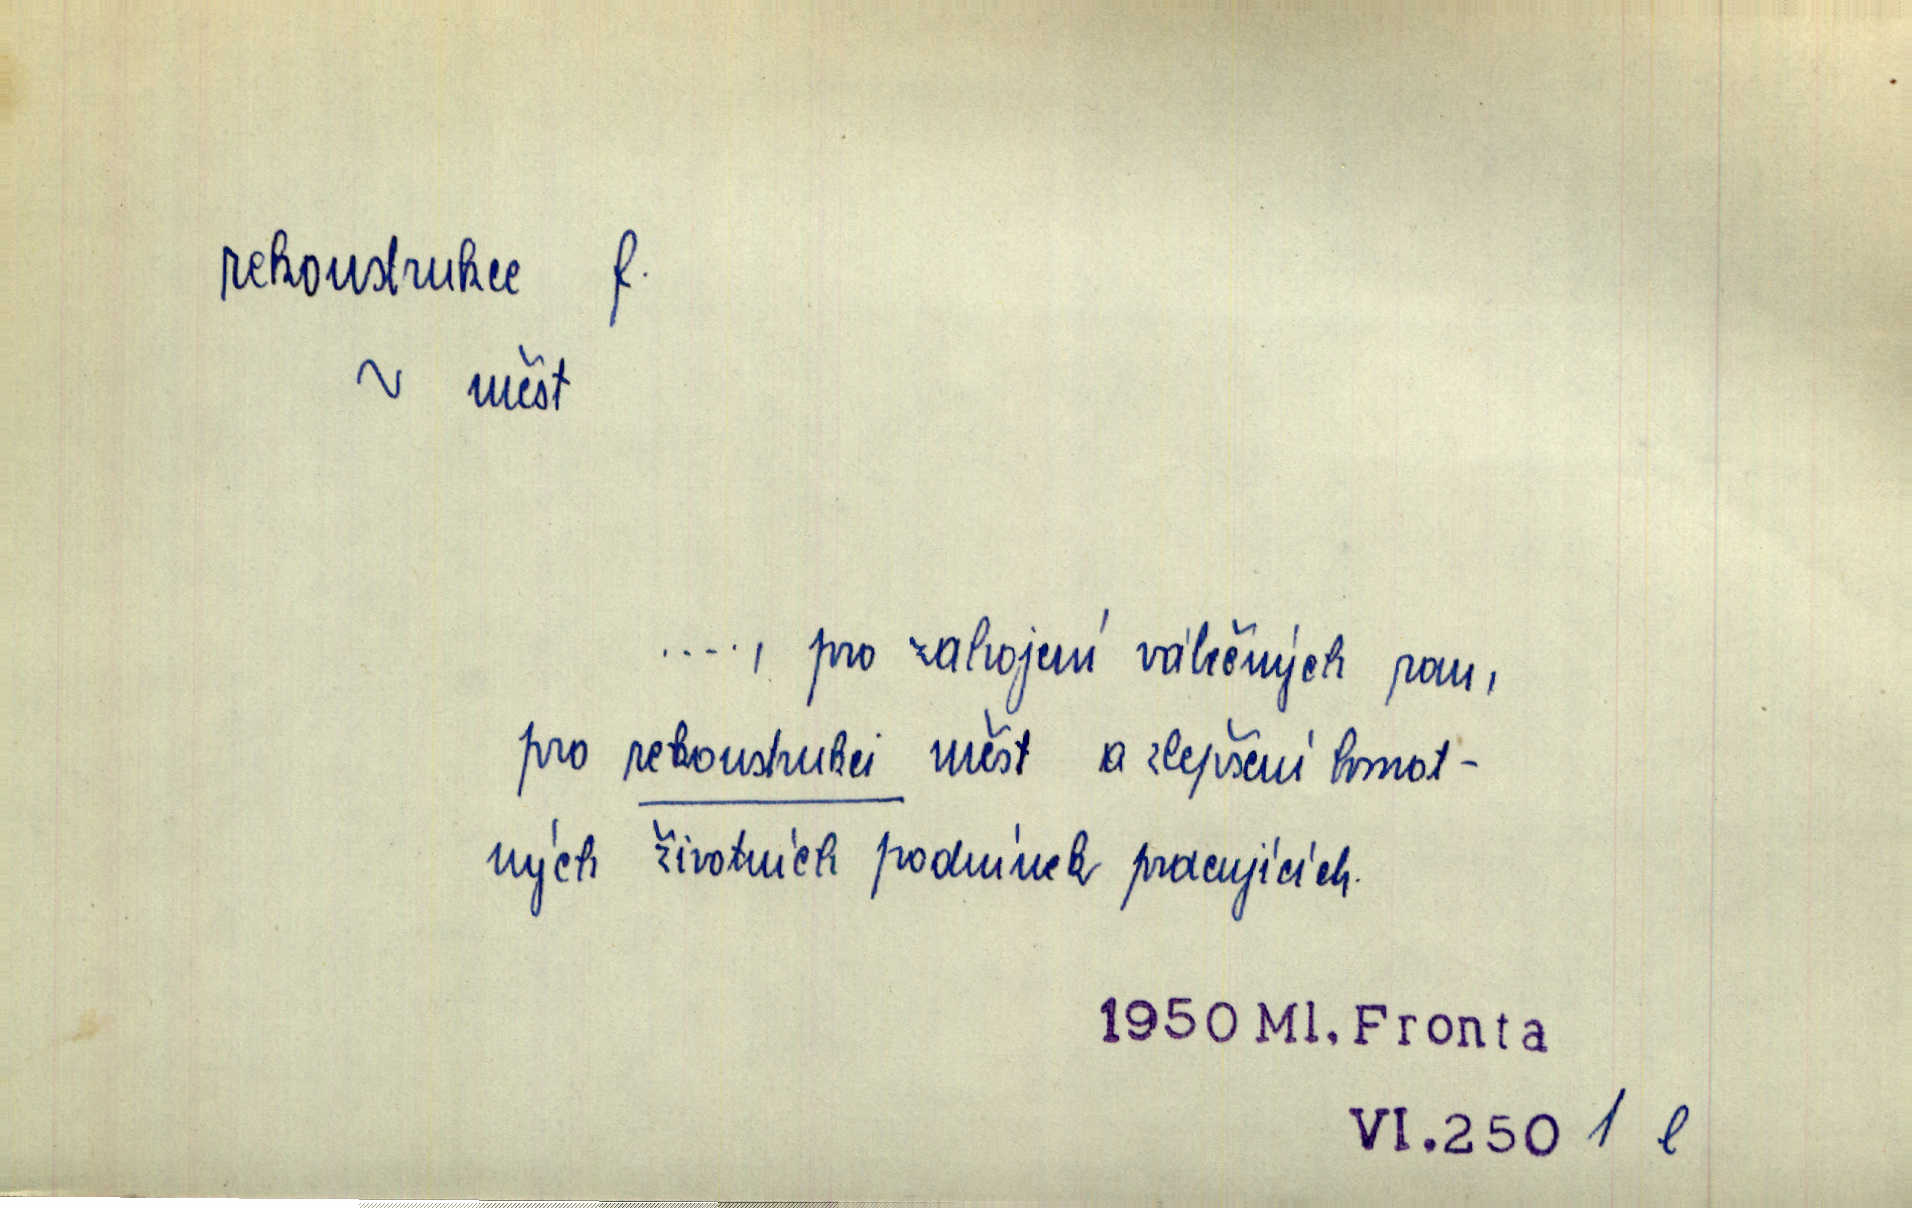 rekonstrukce f.
~ měst
...., pro zahojení válečných ran,
pro rekonstrukci měst a zlepšení hmot-
ných životních podmínek pracujících.
1950 Ml. Fronta
VI.250 1 l